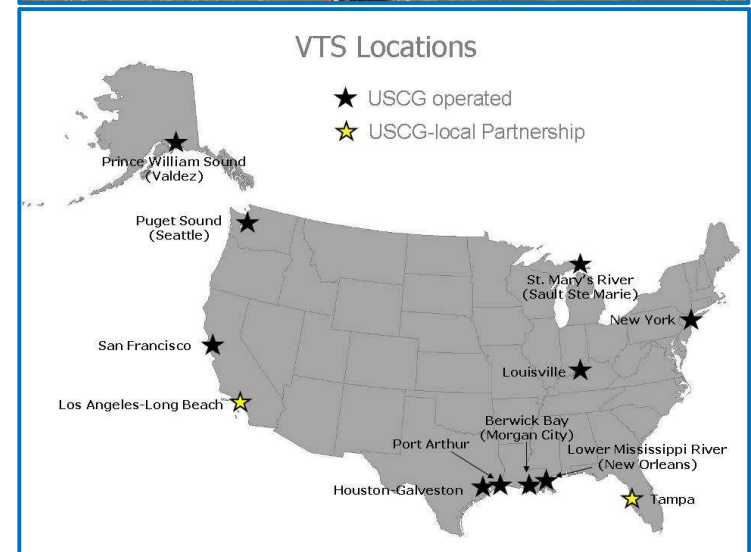 VTS Locations
USCG operated
USCG-local Partnership
Prince William Sound
(Valdez)
Puget Sound
(Seattle)
St. Mary's River
(Sault Ste Marie)
New York
San Francisco
Louisville
Los Angeles-Long Beach
Berwick Bay
(Morgan City)
Port Arthur
Lower Mississippi River
(New Orleans)
Houston-Galveston
Tampa